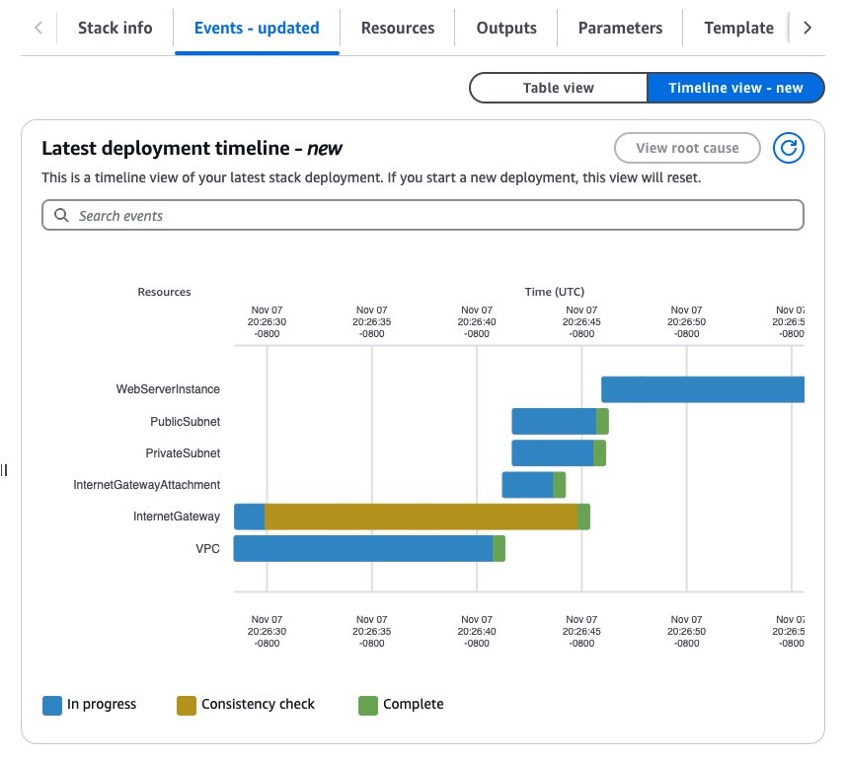 Stack info
Events - updated
Resources
Outputs
Parameters
Template
Table view
Timeline view - new
Latest deployment timeline - new
View root cause
This is a timeline view of your latest stack deployment. If you start a new deployment, this view will reset.
Search events
Resources
Time (UTC)
Nov 07 Nov 07 Nov 07 Nov 07 Nov 07 Nov 07
20:26:30 20:26:35 20:26:40 20:26:45 20:26:50 20:26:5
-0800 -0800 -0800 -0800 -0800 -0800
WebServerInstance
PublicSubnet
PrivateSubnet
InternetGatewayAttachment
InternetGateway
VPC
Nov 07 Nov 07 Nov 07 Nov 07 Nov 07 Nov 07
20:26:30 20:26:35 20:26:40 20:26:45 20:26:50 20:26:5
-0800 -0800 -0800 -0800 -0800 -0800
In progress
Consistency check
Complete